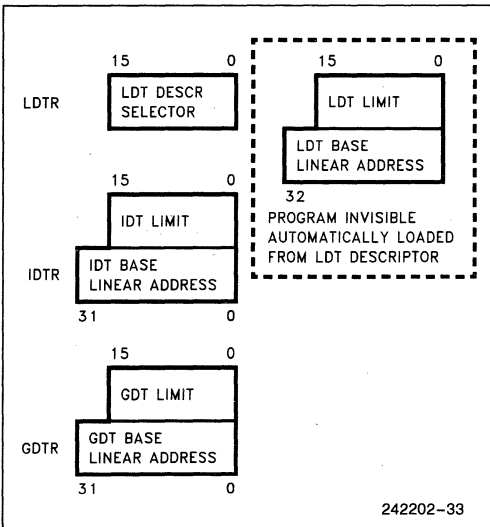 15 0
LDTR
LDT DESCR
SELECTOR
15 0
LDT LIMIT
LDT BASE
LINEAR ADDRESS
32
PROGRAM INVISIBLE
AUTOMATICALLY LOADED
FROM LDT DESCRIPTOR
15 0
IDT LIMIT
IDTR
IDT BASE
LINEAR ADDRESS
31 0
15 0
GDT LIMIT
GDTR
GDT BASE
LINEAR ADDRESS
31 0
242202-33